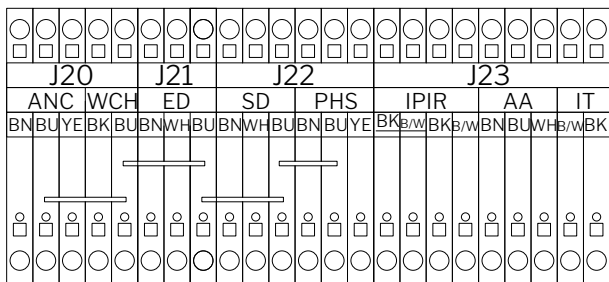 J20 J21 J22 J23
ANC WCH ED SD PHS IPIR AA IT
BN BU YE BK BU BN WH BU BN WH BU BN BU YE BK B/W BK B/W BN BU WH B/W BK